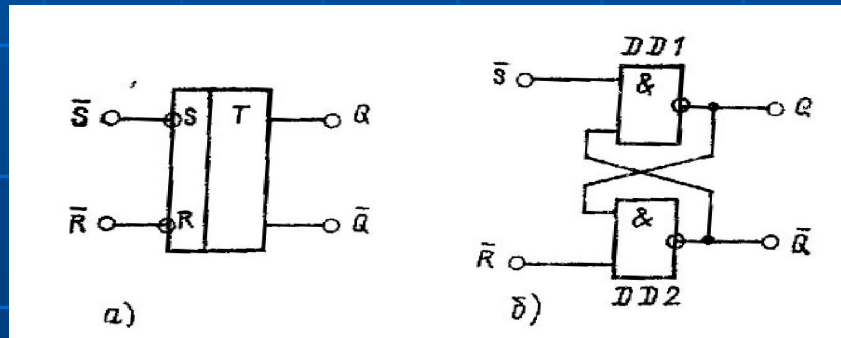 S̅ S T Q
R̅ R Q̅
а)
DD1
S̅ & Q
& Q̅
R̅
DD2
б)